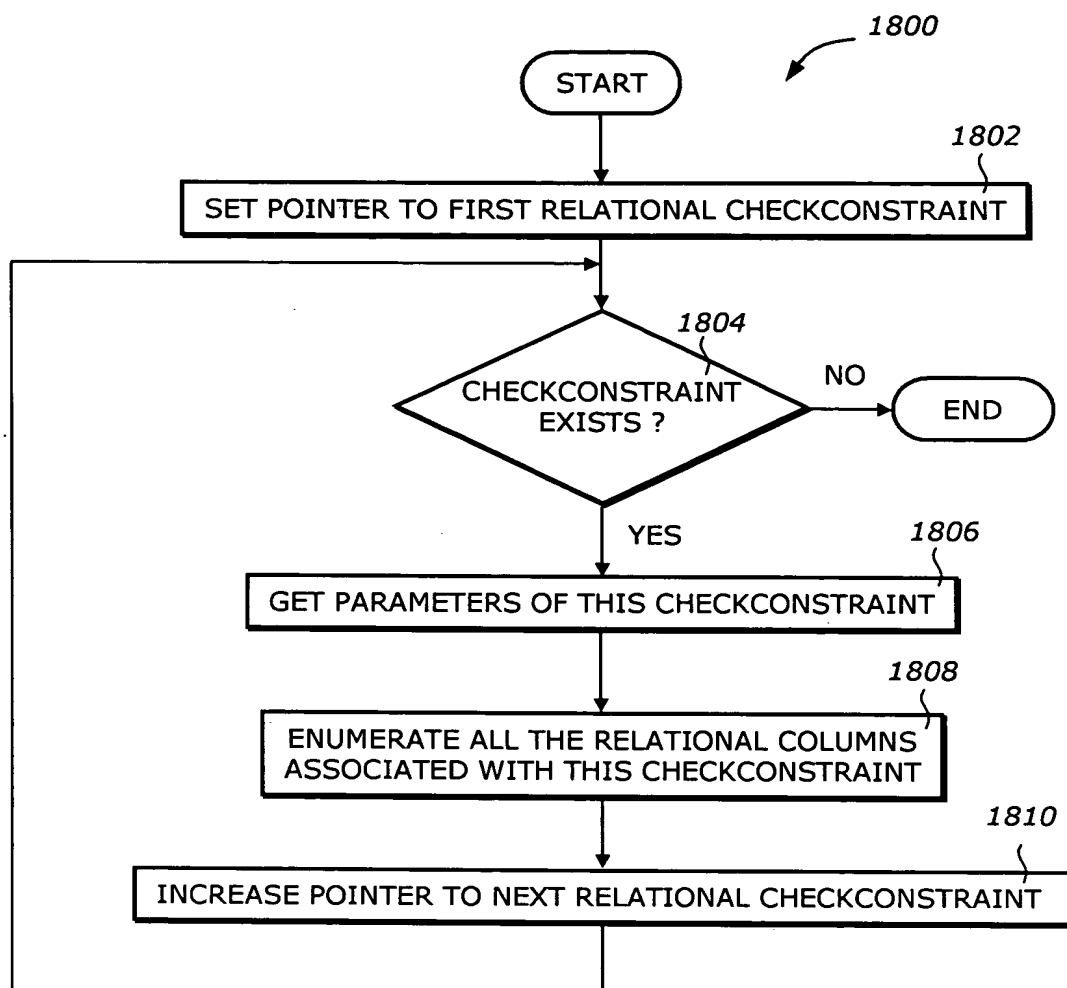 1800
START
1802
SET POINTER TO FIRST RELATIONAL CHECKCONSTRAINT
1804
CHECKCONSTRAINT
EXISTS ?
NO
END
YES
1806
GET PARAMETERS OF THIS CHECKCONSTRAINT
1808
ENUMERATE ALL THE RELATIONAL COLUMNS
ASSOCIATED WITH THIS CHECKCONSTRAINT
1810
INCREASE POINTER TO NEXT RELATIONAL CHECKCONSTRAINT